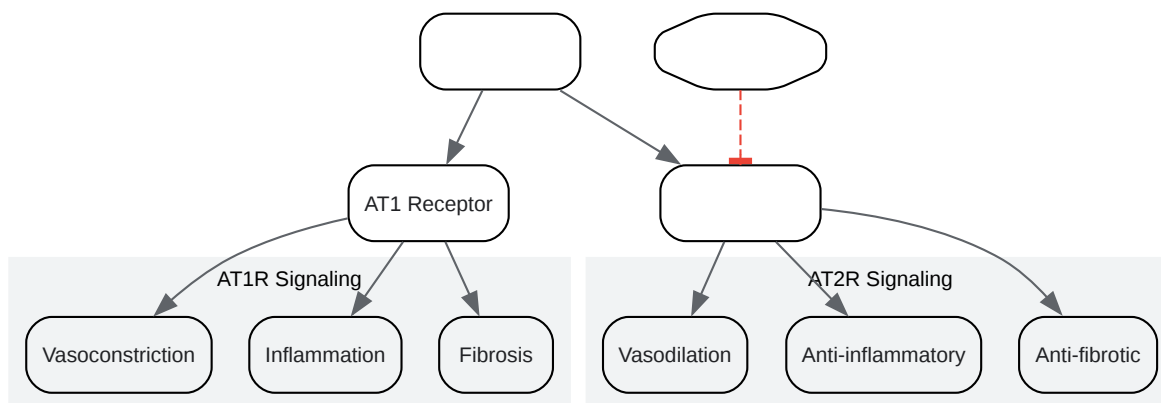 AT1 Receptor
AT1R Signaling
AT2R Signaling
Vasoconstriction
Inflammation
Fibrosis
Vasodilation
Anti-inflammatory
Anti-fibrotic